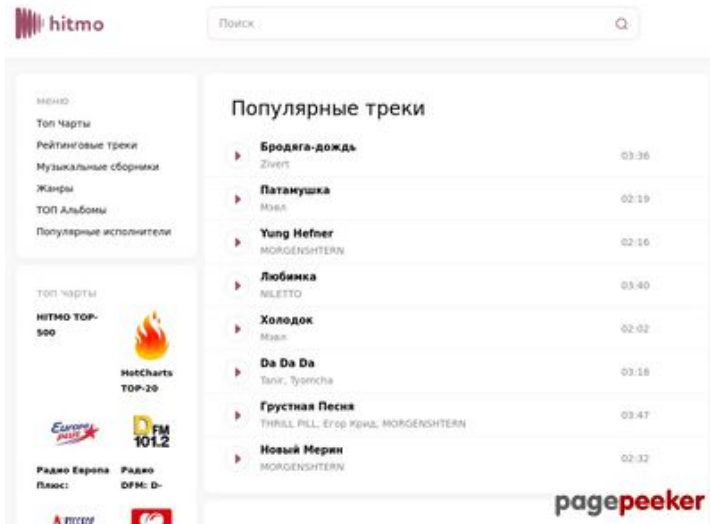 hitmo
Поиск
меню
Топ Чарты
Рейтинговые треки
Музыкальные сборники
Жанры
ТОП Альбомы
Популярные исполнители
топ чарты
HITMO TOP-
500
HotCharts
TOP-20
Europa
plus
DFM
101.2
Радио Европа
Плюс:
Радио
DFM: D-
РУССКОЕ
Популярные треки
Бродяга-дождь
03:36
Zivert
Патамушка
02:19
Мэвл
Yung Hefner
02:16
MORGENSHTERN
Любимка
03:40
NILETTO
Холодок
02:02
Мэвл
Da Da Da
03:18
Tanir, Tyomcha
Грустная Песня
03:47
THRILL PILL, Егор Крид, MORGENSHTERN
Новый Мерин
02:32
MORGENSHTERN
pagepeeker